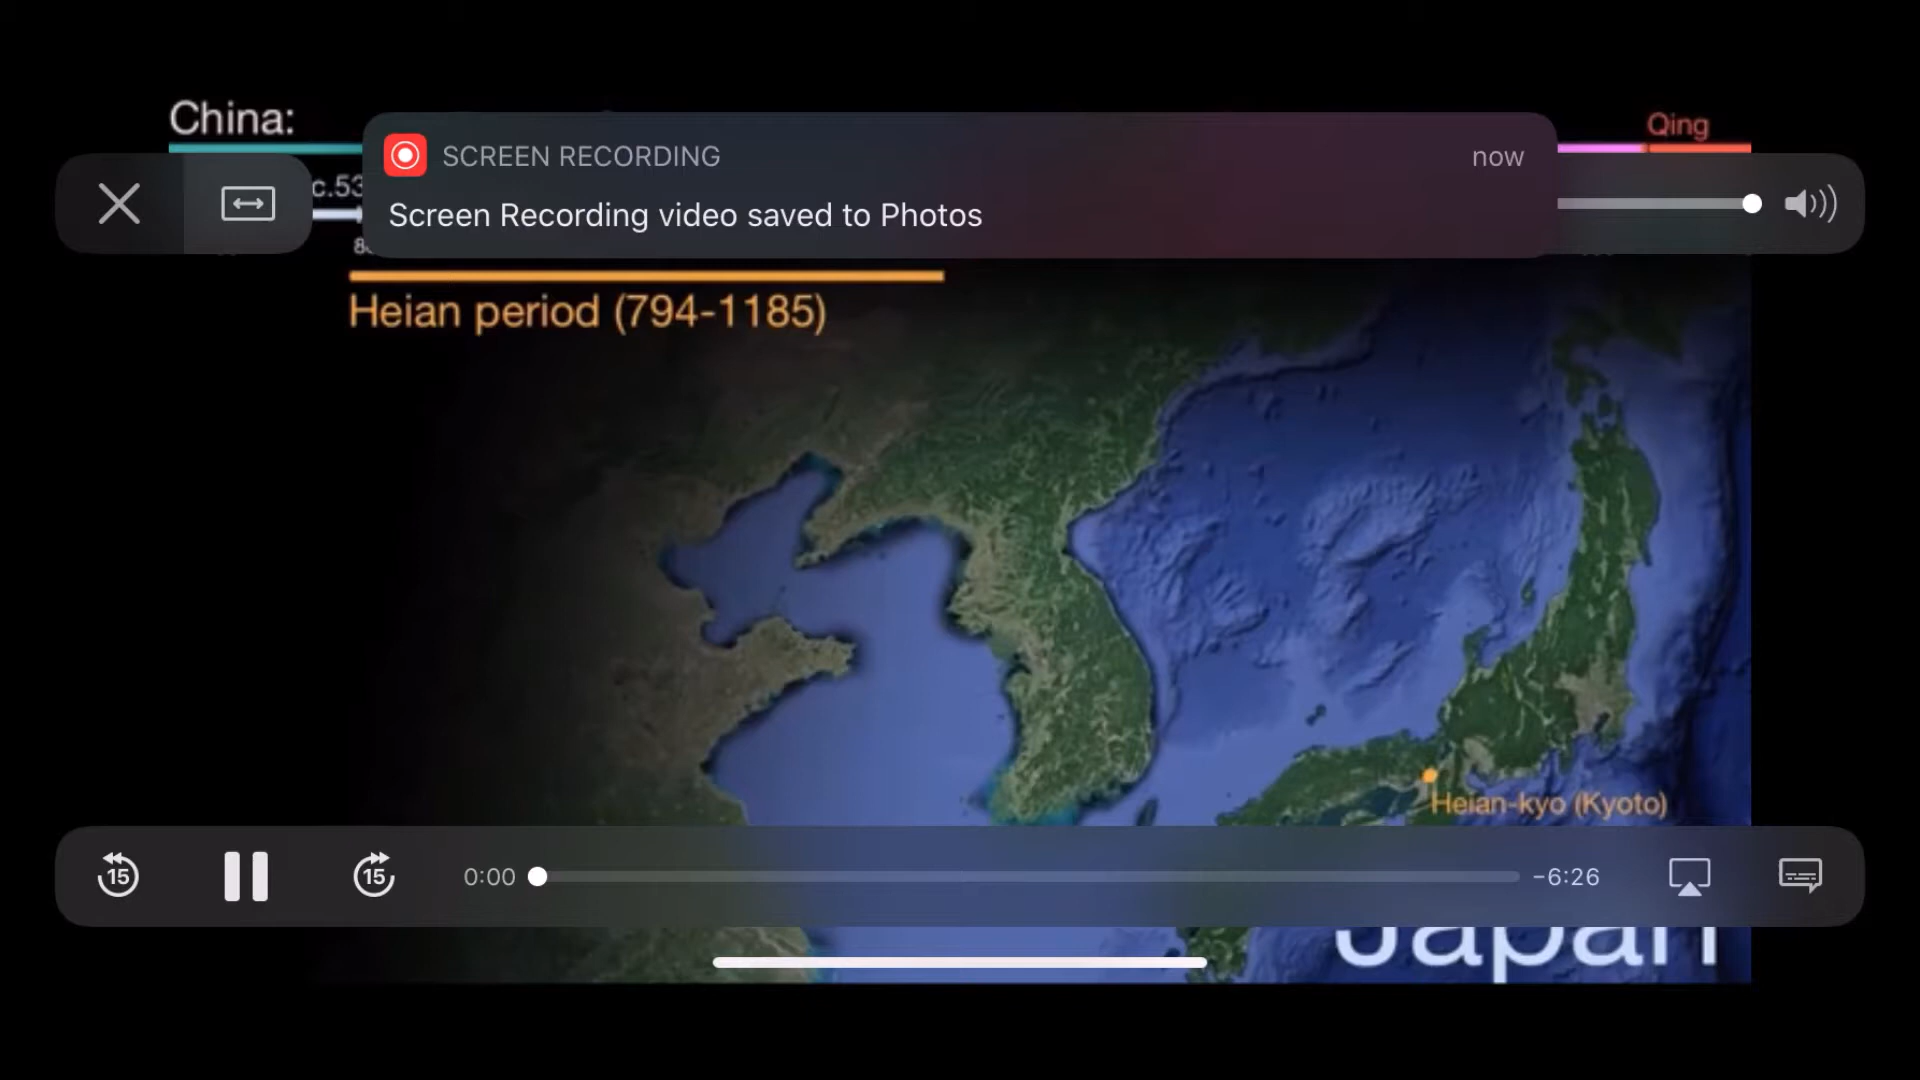 China:
Qing
SCREEN RECORDING
now
Screen Recording video saved to Photos
Heian period (794-1185)
Heian-kyo (Kyoto)
15
15
0:00
-6:26
Japan